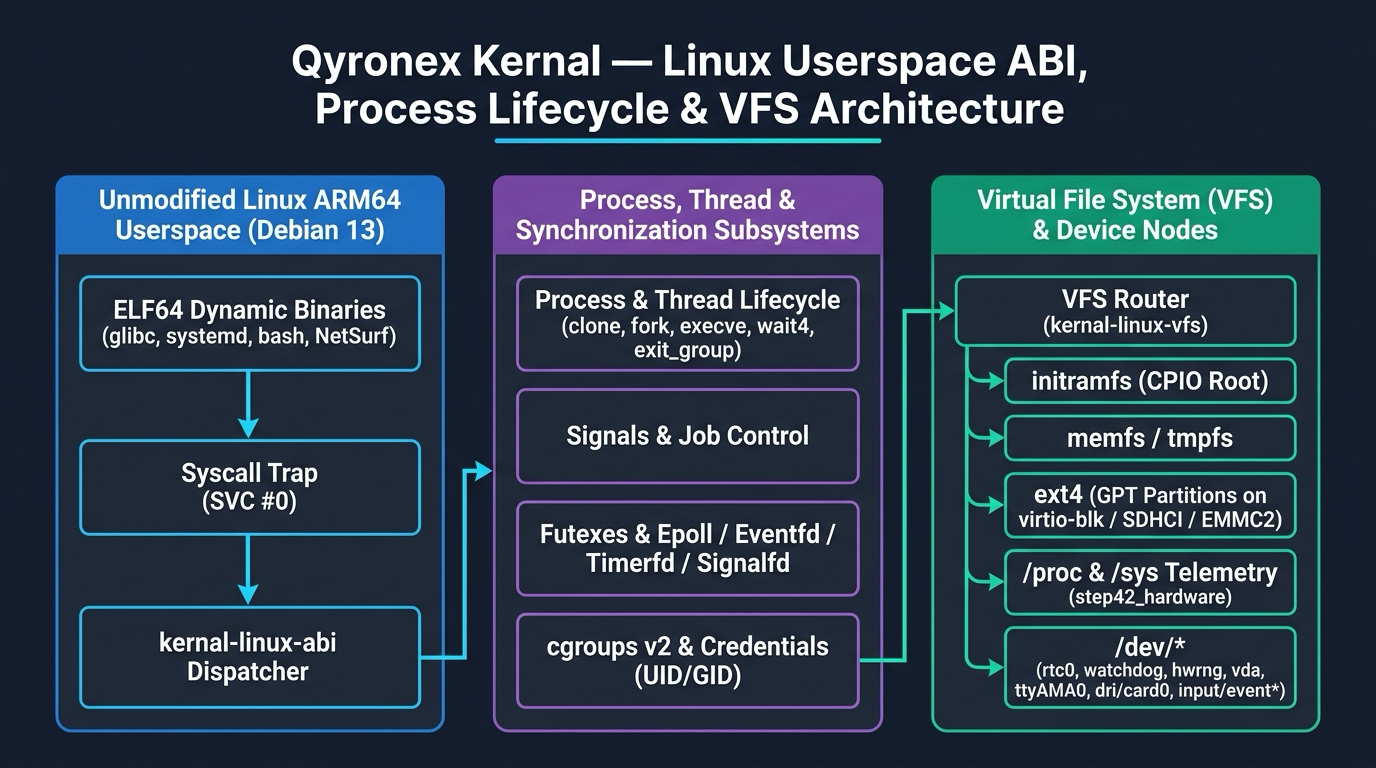 Qyronex Kernal — Linux Userspace ABI,
Process Lifecycle & VFS Architecture
Unmodified Linux ARM64
Userspace (Debian 13)
ELF64 Dynamic Binaries
(glibc, systemd, bash, NetSurf)
Syscall Trap
(SVC #0)
kernal-linux-abi
Dispatcher
Process, Thread &
Synchronization Subsystems
Process & Thread Lifecycle
(clone, fork, execve, wait4,
exit_group)
Signals & Job Control
Futexes & Epoll / Eventfd /
Timerfd / Signalfd
cgroups v2 & Credentials
(UID/GID)
Virtual File System (VFS)
& Device Nodes
VFS Router
(kernal-linux-vfs)
initramfs (CPIO Root)
memfs / tmpfs
ext4 (GPT Partitions on
virtio-blk / SDHCI / EMMC2)
/proc & /sys Telemetry
(step42_hardware)
/dev/*
(rtc0, watchdog, hwrng, vda,
ttyAMA0, dri/card0, input/event*)